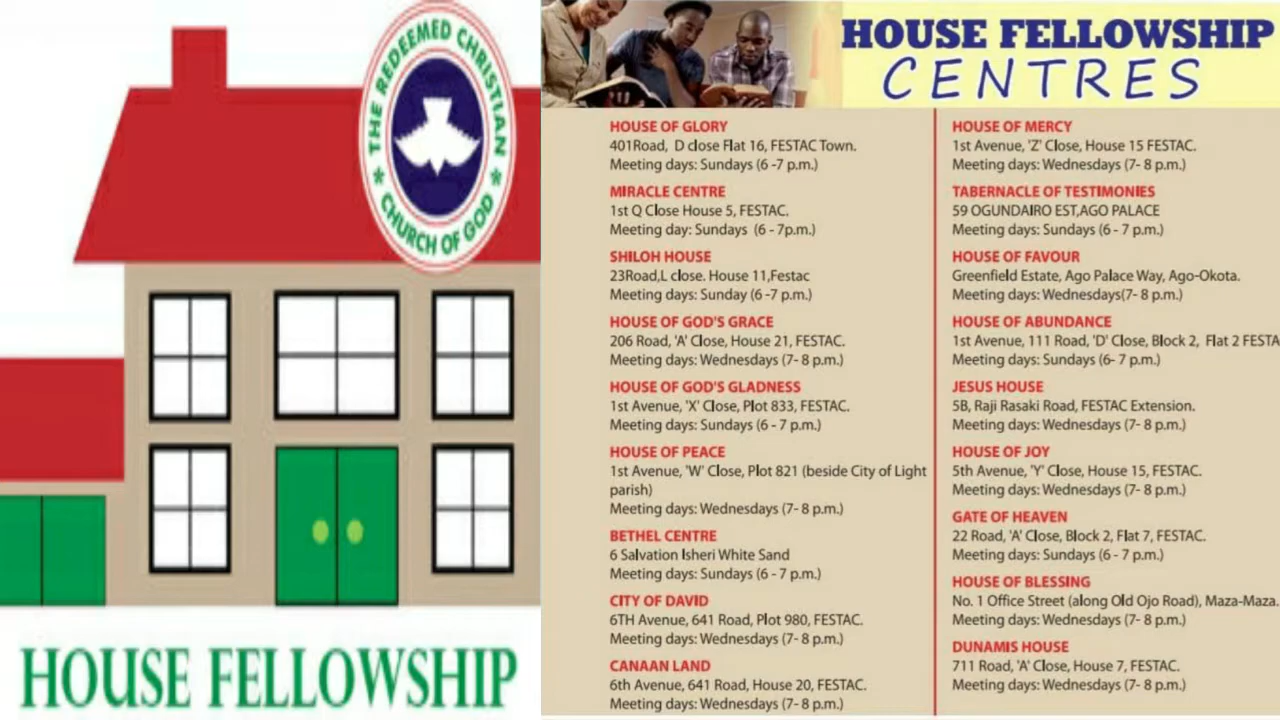 THE REDEEMED CHRISTIAN
CHURCH OF GOD
HOUSE FELLOWSHIP
HOUSE FELLOWSHIP
CENTRES
HOUSE OF GLORY
401Road, D close Flat 16, FESTAC Town.
Meeting days: Sundays (6 -7 p.m.)
MIRACLE CENTRE
1st Q Close House 5, FESTAC.
Meeting day: Sundays (6 - 7p.m.)
SHILOH HOUSE
23Road,L close. House 11,Festac
Meeting day: Sunday (6 -7 p.m.)
HOUSE OF GOD'S GRACE
206 Road, 'A' Close, House 21, FESTAC.
Meeting days: Wednesdays (7- 8 p.m.)
HOUSE OF GOD'S GLADNESS
1st Avenue, 'X' Close, Plot 833, FESTAC.
Meeting days: Sundays (6 - 7 p.m.)
HOUSE OF PEACE
1st Avenue, 'W' Close, Plot 821 (beside City of Light
parish)
Meeting days: Wednesdays (7- 8 p.m.)
BETHEL CENTRE
6 Salvation Isheri White Sand
Meeting days: Sundays (6 - 7 p.m.)
CITY OF DAVID
6TH Avenue, 641 Road, Plot 980, FESTAC.
Meeting days: Wednesdays (7- 8 p.m.)
CANAAN LAND
6th Avenue, 641 Road, House 20, FESTAC.
Meeting days: Wednesdays (7- 8 p.m.)
HOUSE OF MERCY
1st Avenue, 'Z' Close, House 15 FESTAC.
Meeting days: Wednesdays (7- 8 p.m.)
TABERNACLE OF TESTIMONIES
59 OGUNDAIRO EST,AGO PALACE
Meeting day: Sundays (6 - 7 p.m.)
HOUSE OF FAVOUR
Greenfield Estate, Ago Palace Way, Ago-Okota.
Meeting days: Wednesdays(7- 8 p.m.)
HOUSE OF ABUNDANCE
1st Avenue, 111 Road, 'D' Close, Block 2, Flat 2 FESTA
Meeting days: Sundays (6- 7 p.m.)
JESUS HOUSE
5B, Raji Rasaki Road, FESTAC Extension.
Meeting days: Wednesdays (7- 8 p.m.)
HOUSE OF JOY
5th Avenue, 'Y' Close, House 15, FESTAC.
Meeting days: Wednesdays (7- 8 p.m.)
GATE OF HEAVEN
22 Road, 'A' Close, Block 2, Flat 7, FESTAC.
Meeting days: Sundays (6 - 7 p.m.)
HOUSE OF BLESSING
No. 1 Office Street (along Old Ojo Road), Maza-Maza.
Meeting days: Wednesdays (7- 8 p.m.)
DUNAMIS HOUSE
711 Road, 'A' Close, House 7, FESTAC.
Meeting days: Wednesdays (7- 8 p.m.)